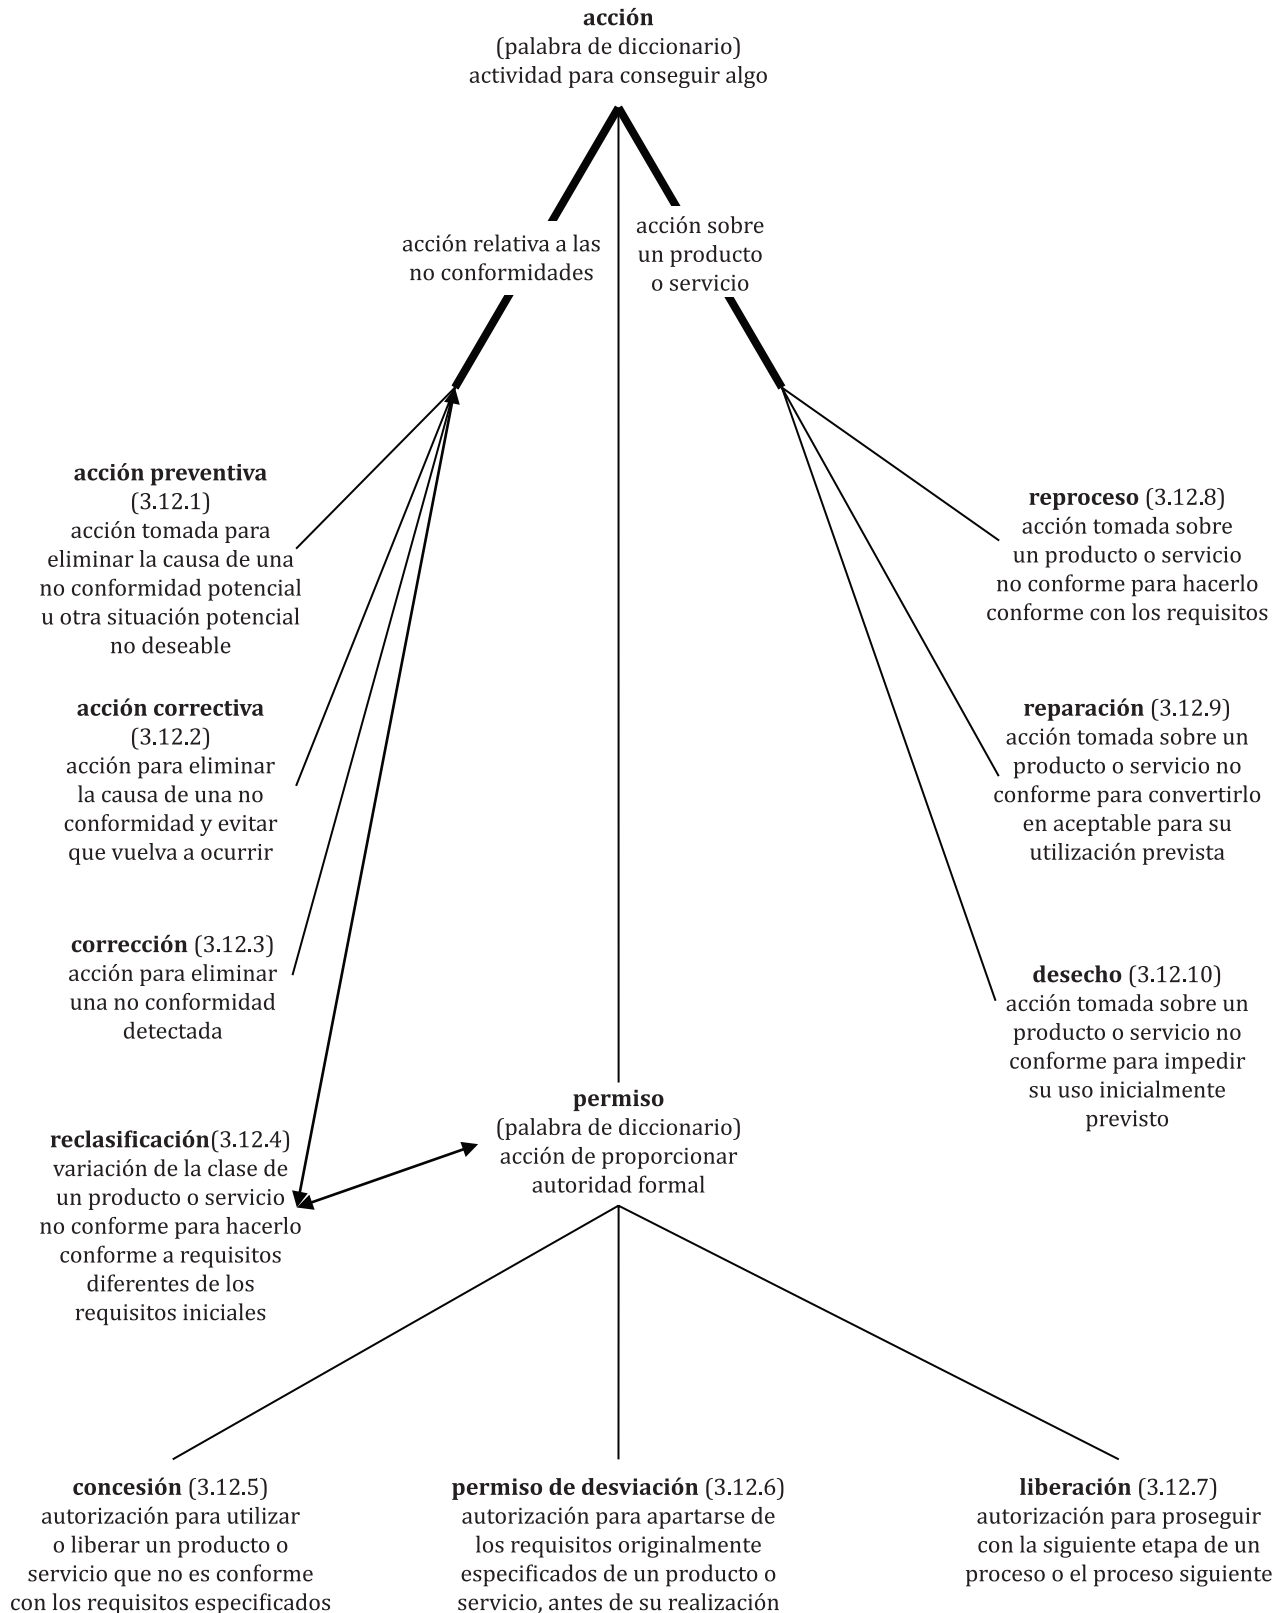 acción
(palabra de diccionario)
actividad para conseguir algo
acción relativa a las
no conformidades
acción sobre
un producto
o servicio
acción preventiva
(3.12.1)
acción tomada para
eliminar la causa de una
no conformidad potencial
u otra situación potencial
no deseable
acción correctiva
(3.12.2)
acción para eliminar
la causa de una no
conformidad y evitar
que vuelva a ocurrir
corrección (3.12.3)
acción para eliminar
una no conformidad
detectada
reclasificación(3.12.4)
variación de la clase de
un producto o servicio
no conforme para hacerlo
conforme a requisitos
diferentes de los
requisitos iniciales
reproceso (3.12.8)
acción tomada sobre
un producto o servicio
no conforme para hacerlo
conforme con los requisitos
reparación (3.12.9)
acción tomada sobre un
producto o servicio no
conforme para convertirlo
en aceptable para su
utilización prevista
desecho (3.12.10)
acción tomada sobre un
producto o servicio no
conforme para impedir
su uso inicialmente
previsto
permiso
(palabra de diccionario)
acción de proporcionar
autoridad formal
concesión (3.12.5)
autorización para utilizar
o liberar un producto o
servicio que no es conforme
con los requisitos especificados
permiso de desviación (3.12.6)
autorización para apartarse de
los requisitos originalmente
especificados de un producto o
servicio, antes de su realización
liberación (3.12.7)
autorización para proseguir
con la siguiente etapa de un
proceso o el proceso siguiente